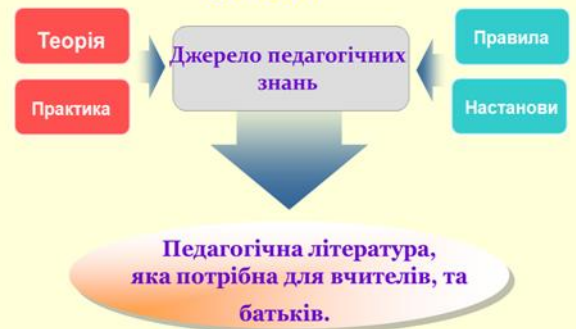 Теорія
Практика
Джерело педагогічних
знань
Правила
Настанови
Педагогічна література,
яка потрібна для вчителів, та
батьків.